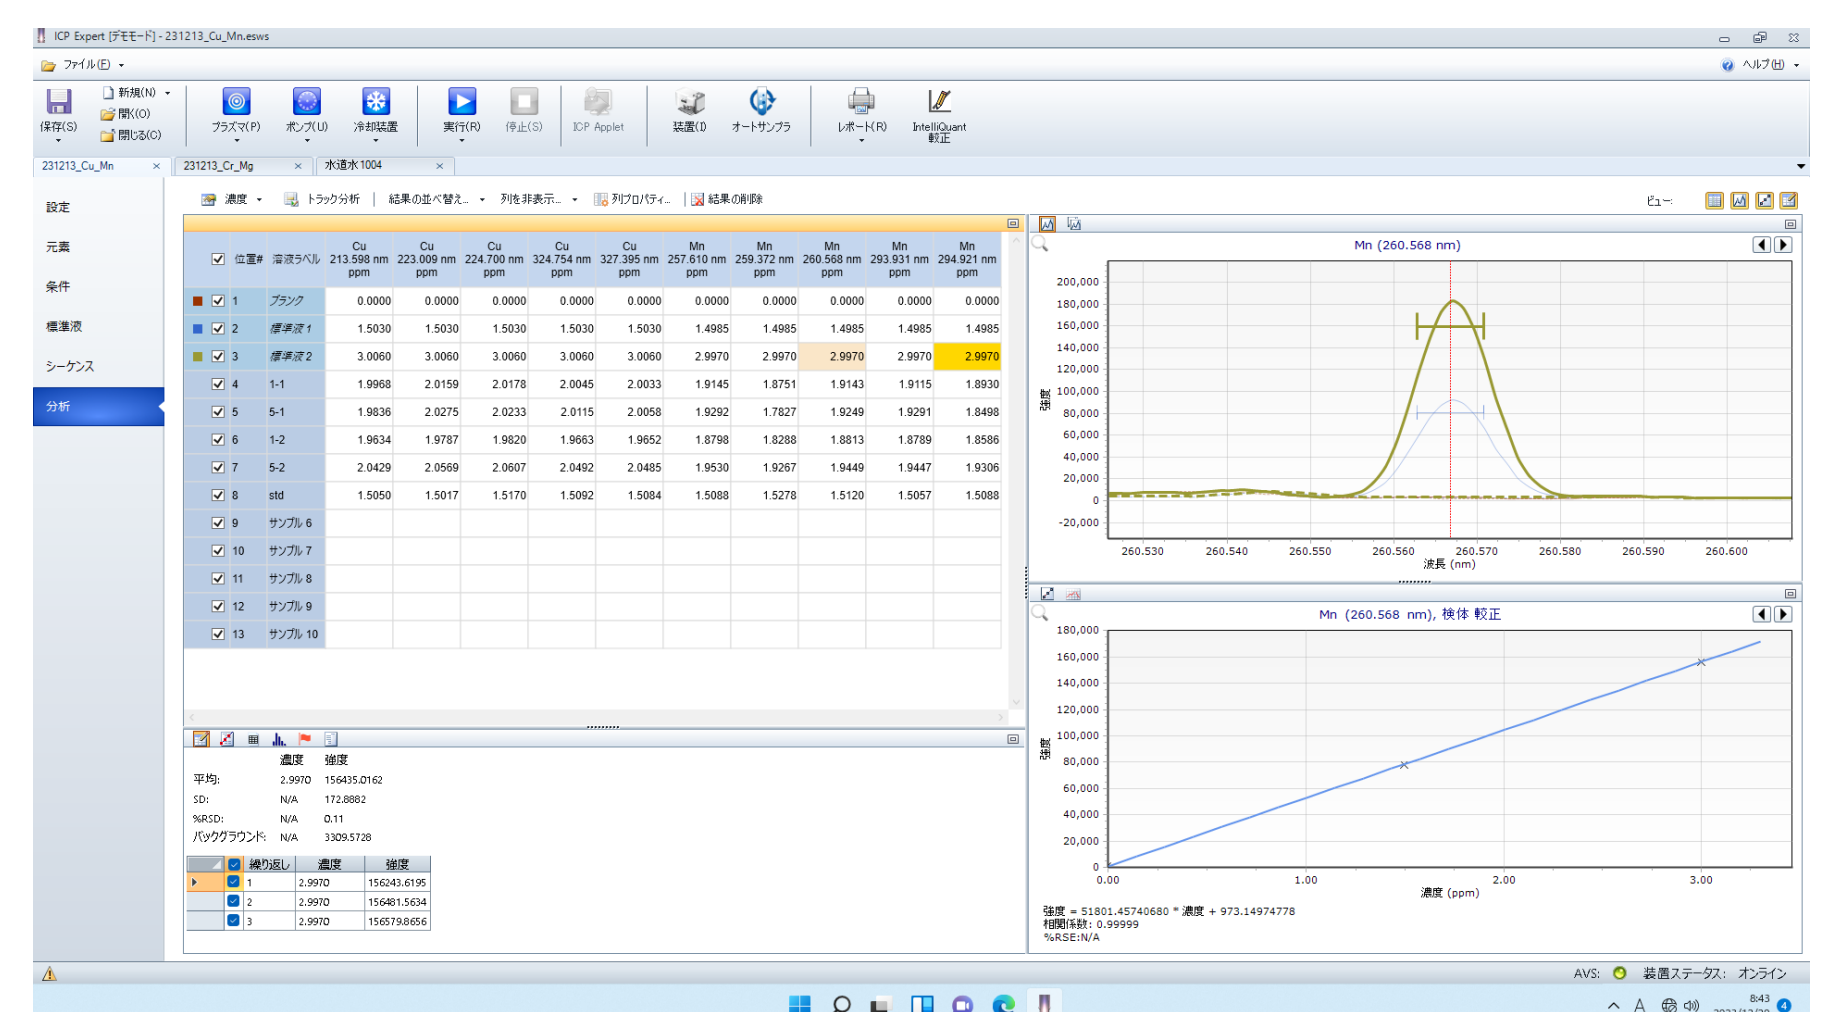 ICP Expert [デモモード] - 231213_Cu_Mn.esws
ファイル(F)
ヘルプ(H)
保存(S)
新規(N)
開く(O)
閉じる(C)
プラズマ(P)
ポンプ(U)
冷却装置
実行(R)
停止(S)
ICP Applet
装置(I)
オートサンプラ
レポート(R)
IntelliQuant
較正
231213_Cu_Mn
231213_Cr_Mg
水道水1004
設定
元素
条件
標準液
シーケンス
分析
濃度
トラック分析
結果の並べ替え...
列を非表示...
列プロパティ...
結果の削除
ビュー:
位置# 溶液ラベル Cu 213.598 nm ppm Cu 223.009 nm ppm Cu 224.700 nm ppm Cu 324.754 nm ppm Cu 327.395 nm ppm Mn 257.610 nm ppm Mn 259.372 nm ppm Mn 260.568 nm ppm Mn 293.931 nm ppm Mn 294.921 nm ppm
1 ブランク 0.0000 0.0000 0.0000 0.0000 0.0000 0.0000 0.0000 0.0000 0.0000 0.0000
2 標準液 1 1.5030 1.5030 1.5030 1.5030 1.5030 1.4985 1.4985 1.4985 1.4985 1.4985
3 標準液 2 3.0060 3.0060 3.0060 3.0060 3.0060 2.9970 2.9970 2.9970 2.9970 2.9970
4 1-1 1.9968 2.0159 2.0178 2.0045 2.0033 1.9145 1.8751 1.9143 1.9115 1.8930
5 5-1 1.9836 2.0275 2.0233 2.0115 2.0058 1.9292 1.7827 1.9249 1.9291 1.8498
6 1-2 1.9634 1.9787 1.9820 1.9663 1.9652 1.8798 1.8288 1.8813 1.8789 1.8586
7 5-2 2.0429 2.0569 2.0607 2.0492 2.0485 1.9530 1.9267 1.9449 1.9447 1.9306
8 std 1.5050 1.5017 1.5170 1.5092 1.5084 1.5088 1.5278 1.5120 1.5057 1.5088
9 サンプル 6
10 サンプル 7
11 サンプル 8
12 サンプル 9
13 サンプル 10
濃度 強度
平均: 2.9970 156435.0162
SD: N/A 172.8882
%RSD: N/A 0.11
バックグラウンド: N/A 3309.5728
繰り返し 濃度 強度
1 2.9970 156243.6195
2 2.9970 156481.5634
3 2.9970 156579.8656
Mn (260.568 nm)
200,000
180,000
160,000
140,000
120,000
100,000
80,000
60,000
40,000
20,000
0
-20,000
強度
260.530 260.540 260.550 260.560 260.570 260.580 260.590 260.600
波長 (nm)
Mn (260.568 nm), 検体 較正
180,000
160,000
140,000
120,000
100,000
80,000
60,000
40,000
20,000
0
強度
0.00 1.00 2.00 3.00
濃度 (ppm)
強度 = 51801.45740680 * 濃度 + 973.14974778
相関係数: 0.99999
%RSE:N/A
AVS:
装置ステータス: オンライン
A
8:43
4